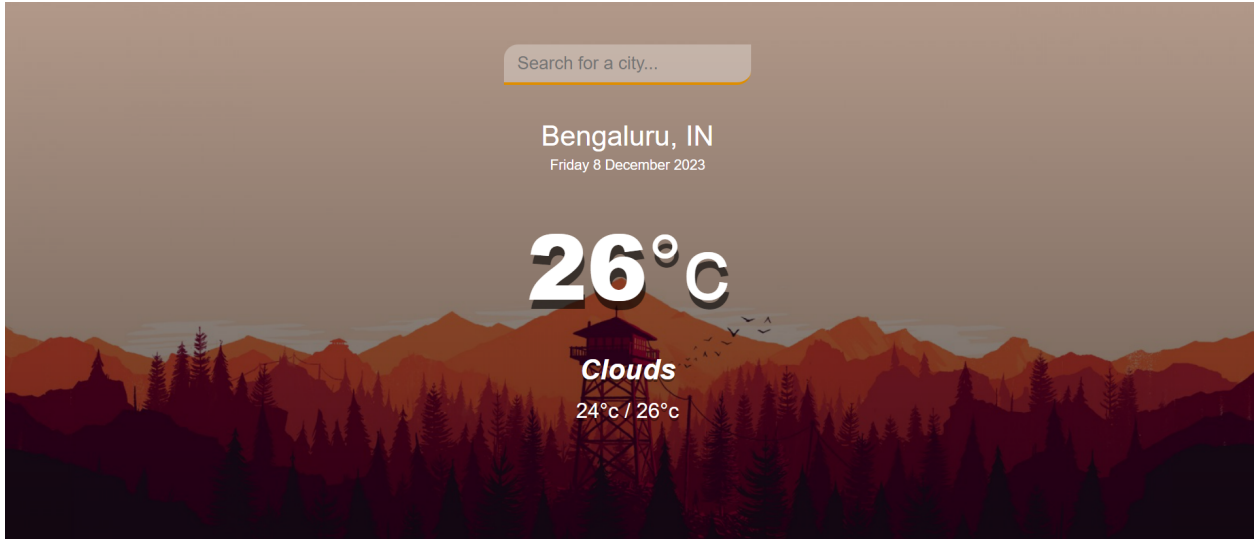 Search for a city...
Bengaluru, IN
Friday 8 December 2023
26°c
Clouds
24°c / 26°c